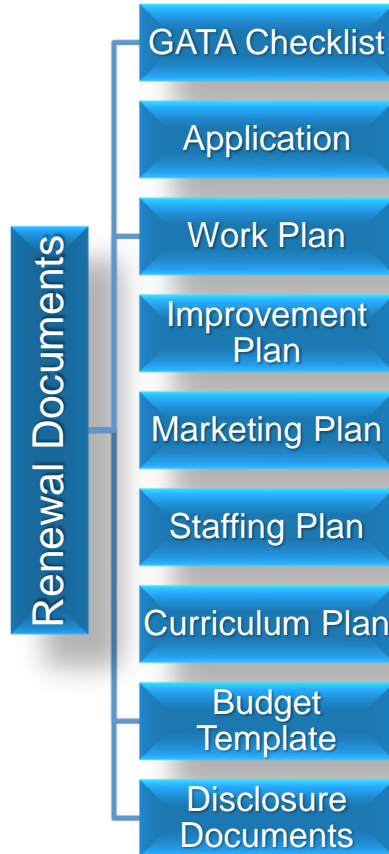 Renewal Documents
GATA Checklist
Application
Work Plan
Improvement
Plan
Marketing Plan
Staffing Plan
Curriculum Plan
Budget
Template
Disclosure
Documents